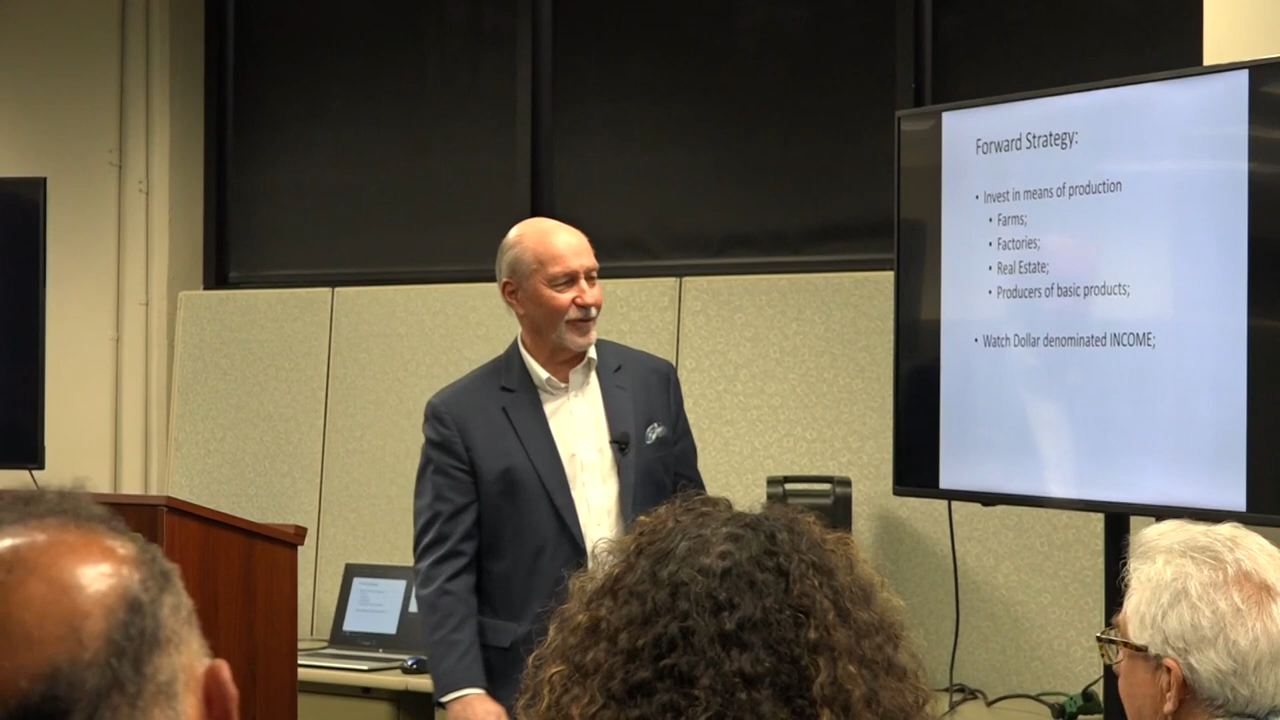 Forward Strategy:
• Invest in means of production
• Farms;
• Factories;
• Real Estate;
• Producers of basic products;
• Watch Dollar denominated INCOME;